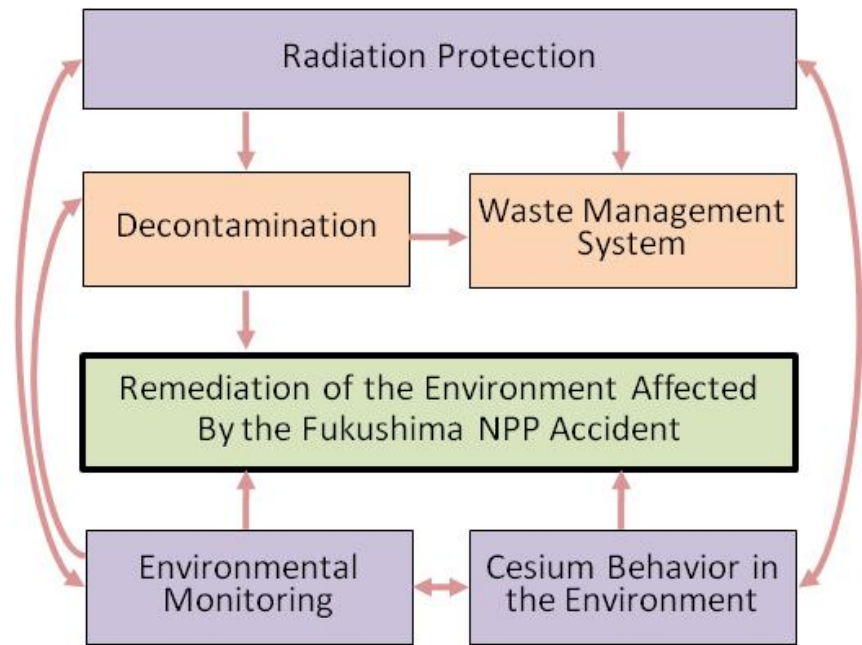 Radiation Protection
Decontamination
Waste Management
System
Remediation of the Environment Affected
By the Fukushima NPP Accident
Environmental
Monitoring
Cesium Behavior in
the Environment